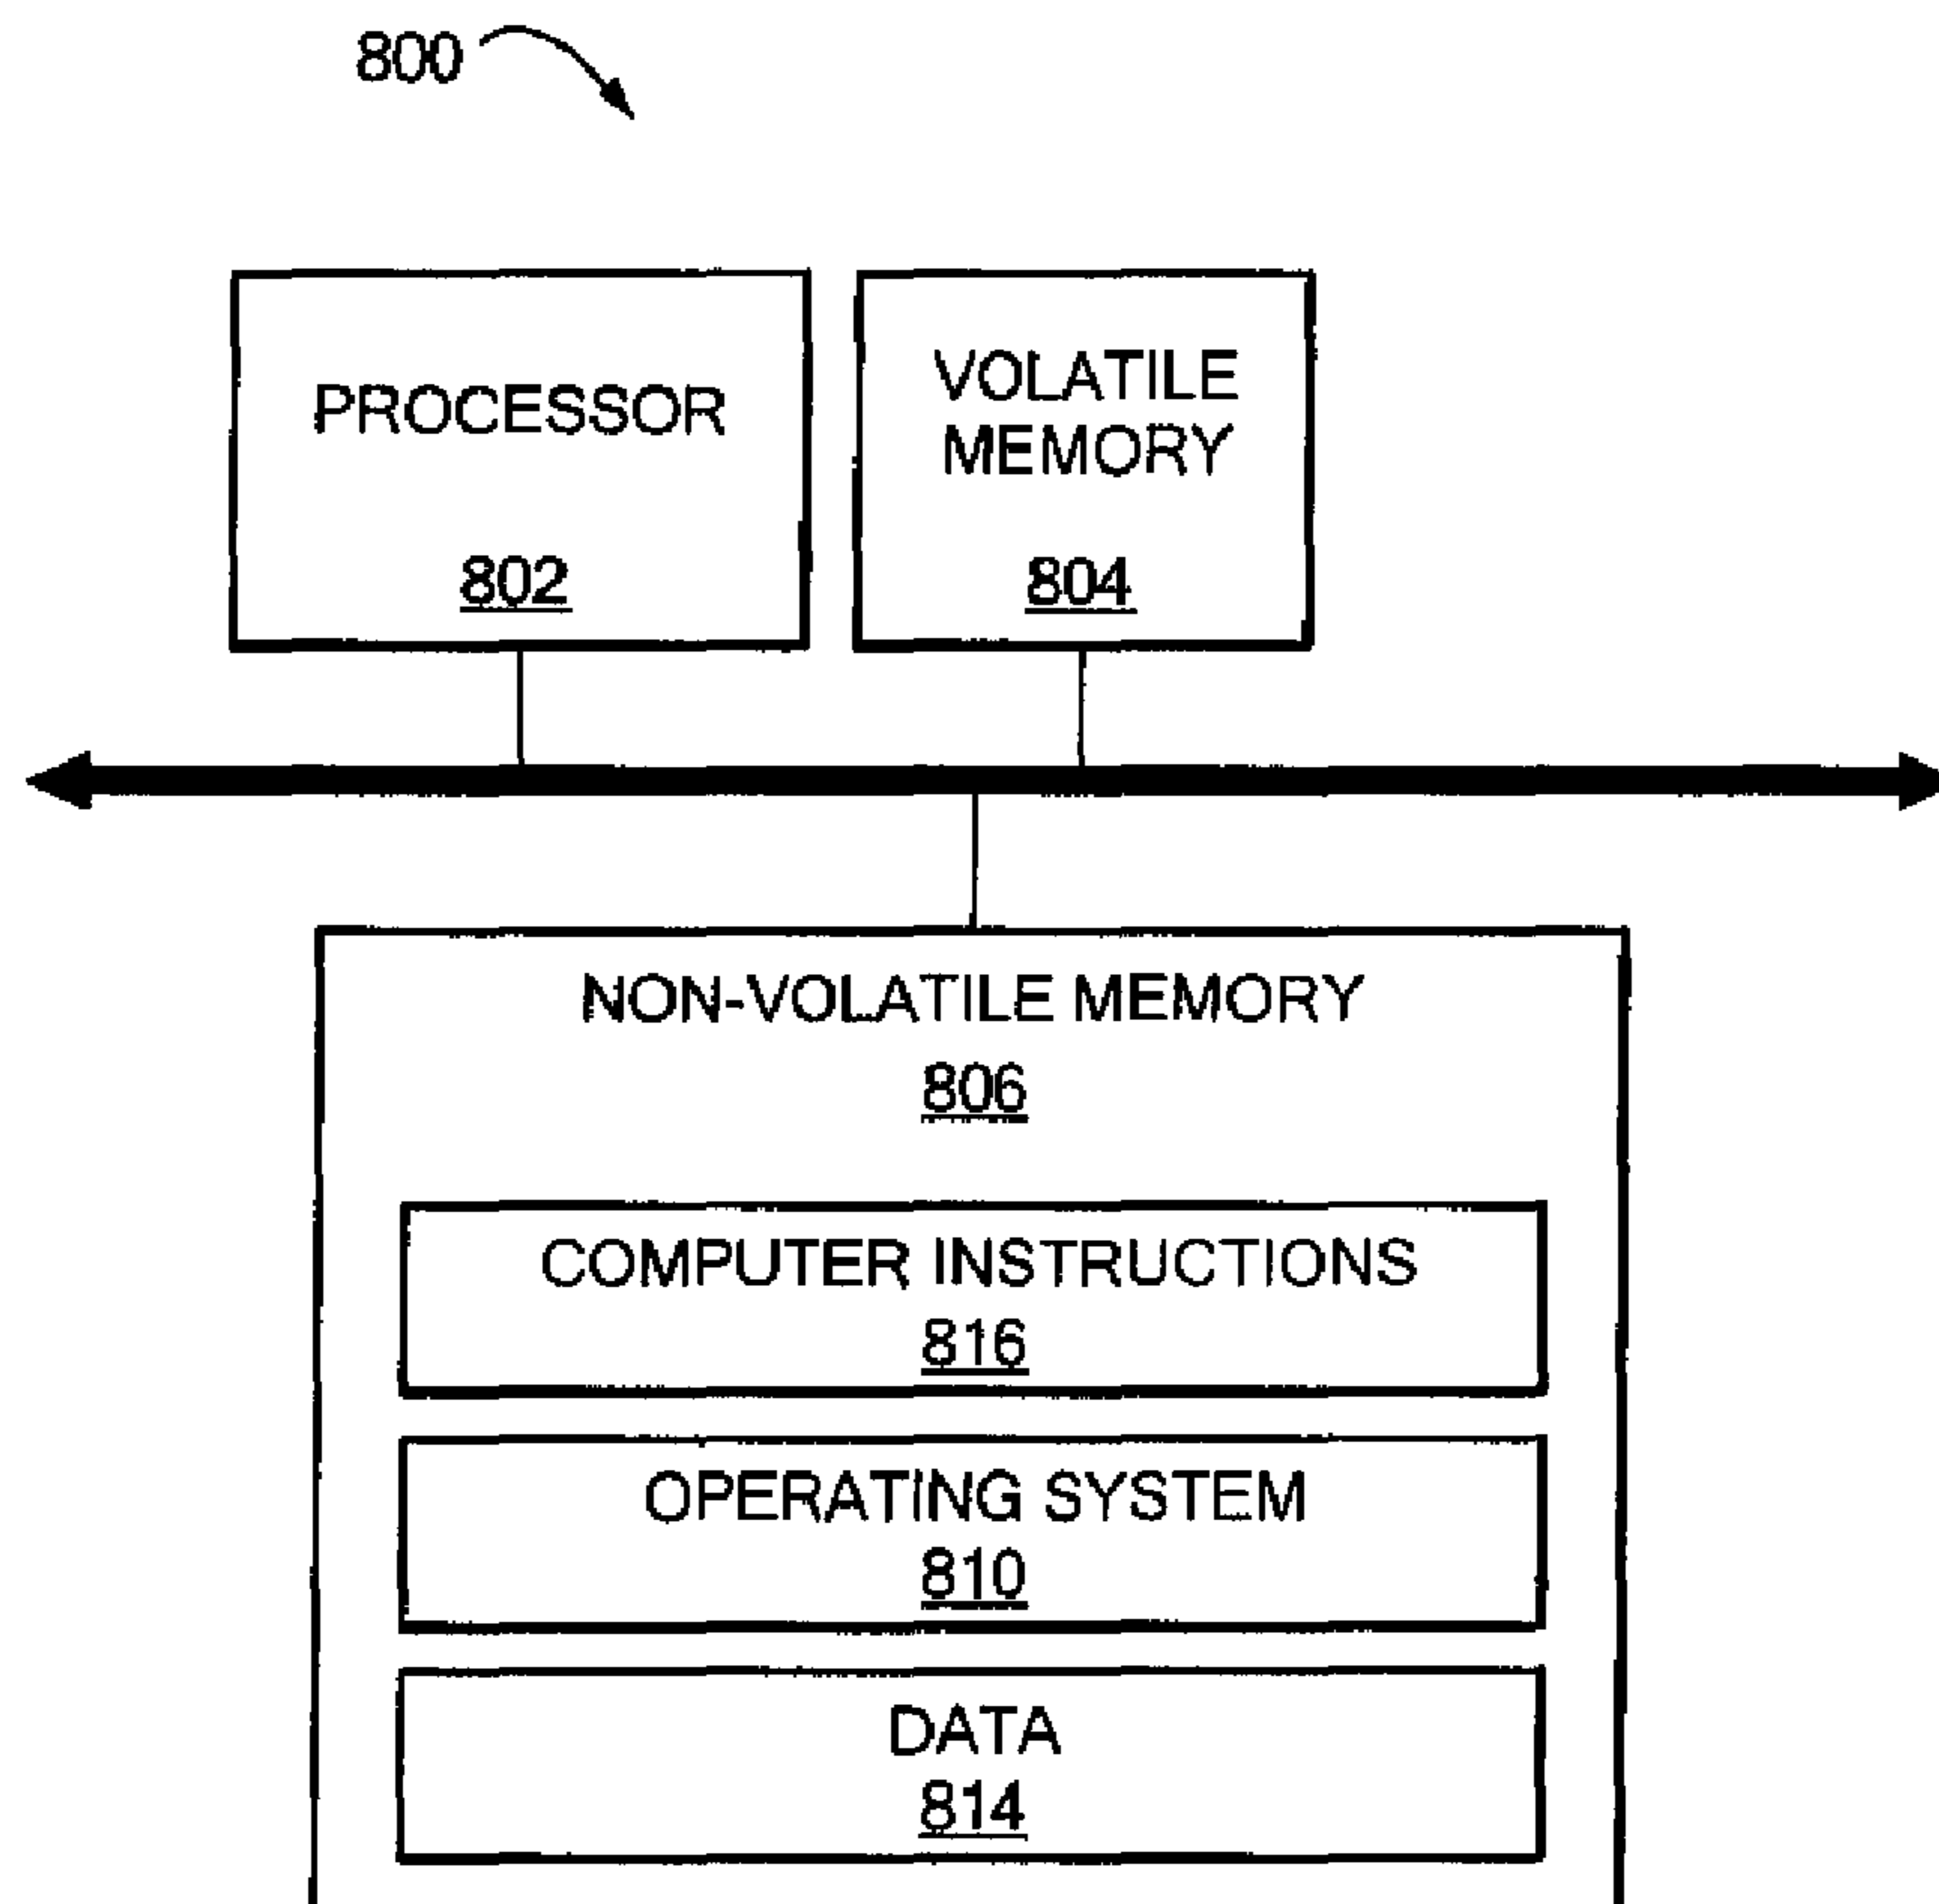 800
PROCESSOR
802
VOLATILE
MEMORY
804
NON-VOLATILE MEMORY
806
COMPUTER INSTRUCTIONS
816
OPERATING SYSTEM
810
DATA
814